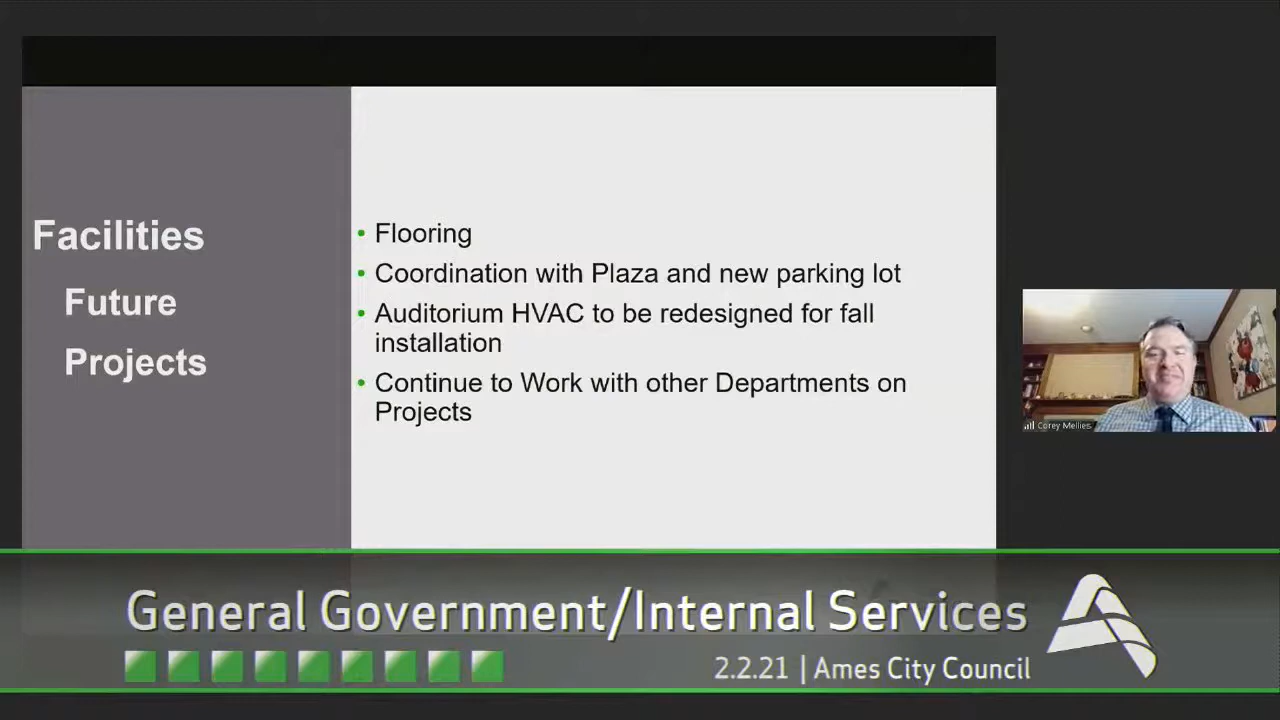 Facilities
Future
Projects
• Flooring
• Coordination with Plaza and new parking lot
• Auditorium HVAC to be redesigned for fall
installation
• Continue to Work with other Departments on
Projects
Corey Mellies
General Government/Internal Services
2.2.21 | Ames City Council